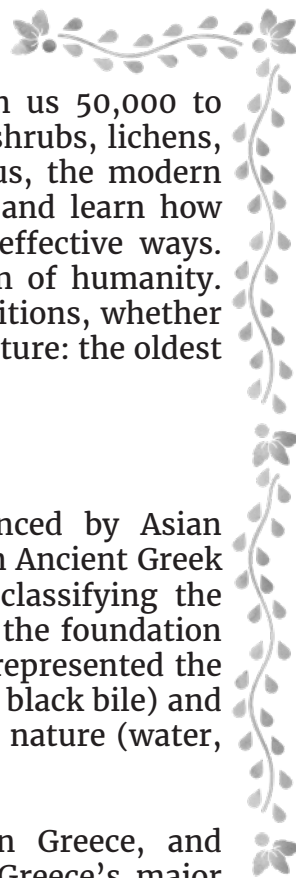 n us 50,000 to
shrubs, lichens,
us, the modern
and learn how
effective ways.
n of humanity.
itions, whether
ture: the oldest
nced by Asian
n Ancient Greek
classifying the
the foundation
represented the
black bile) and
nature (water,
n Greece, and
Greece’s major